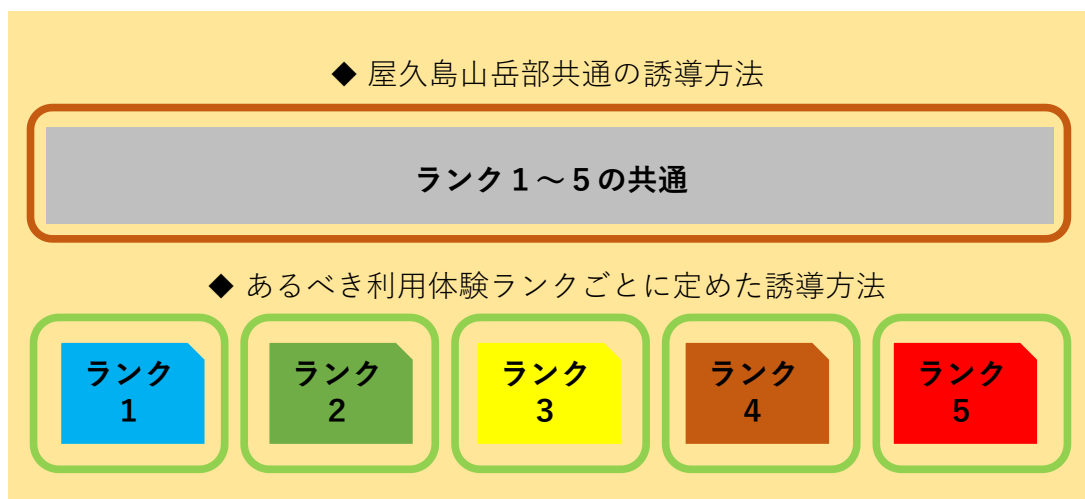 ◆ 屋久島山岳部共通の誘導方法
ランク１～５の共通
◆ あるべき利用体験ランクごとに定めた誘導方法
ランク
1
ランク
2
ランク
3
ランク
4
ランク
5